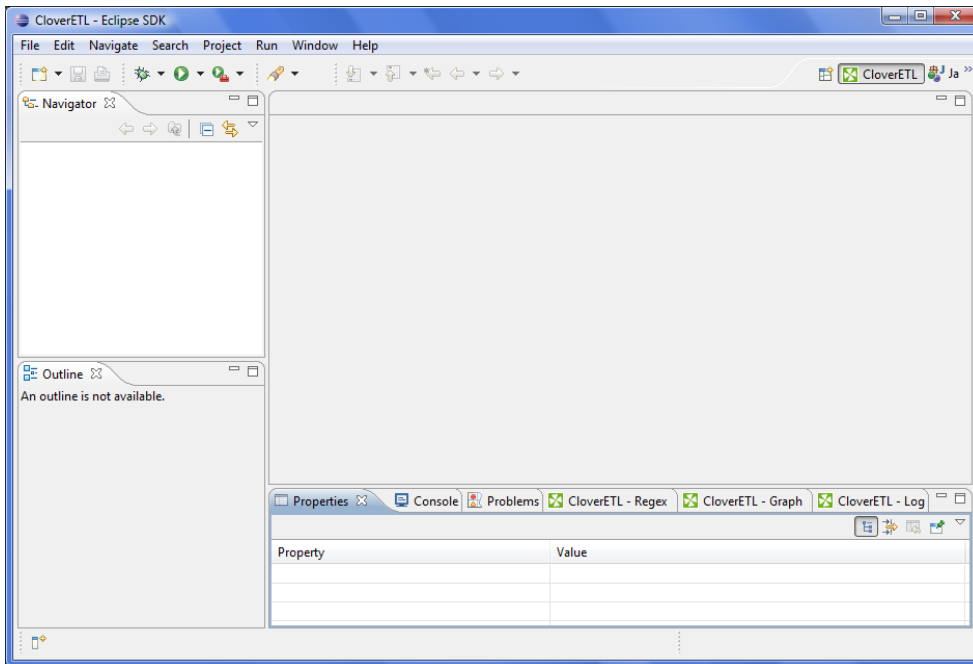 CloverETL - Eclipse SDK
File Edit Navigate Search Project Run Window Help
CloverETL Ja
Navigator
Outline
An outline is not available.
Properties Console Problems CloverETL - Regex CloverETL - Graph CloverETL - Log
Property Value